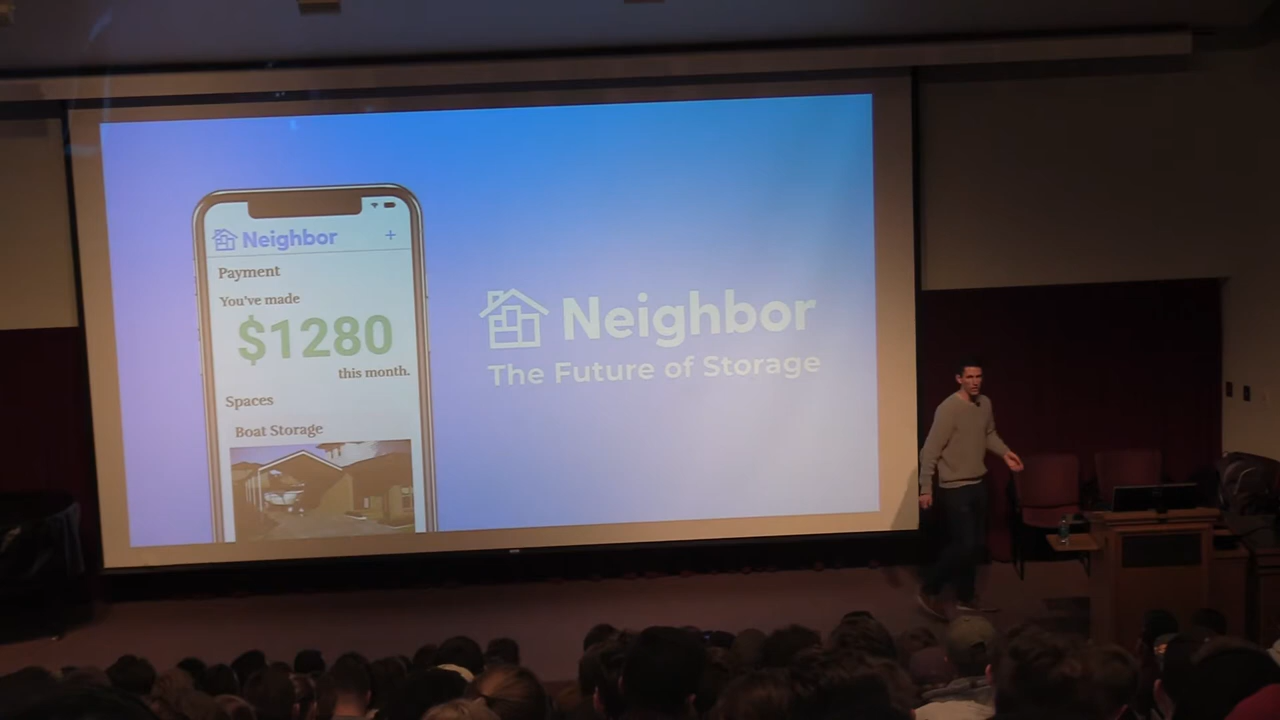 Neighbor +
Payment
You've made
$1280
this month.
Spaces
Boat Storage
Neighbor
The Future of Storage